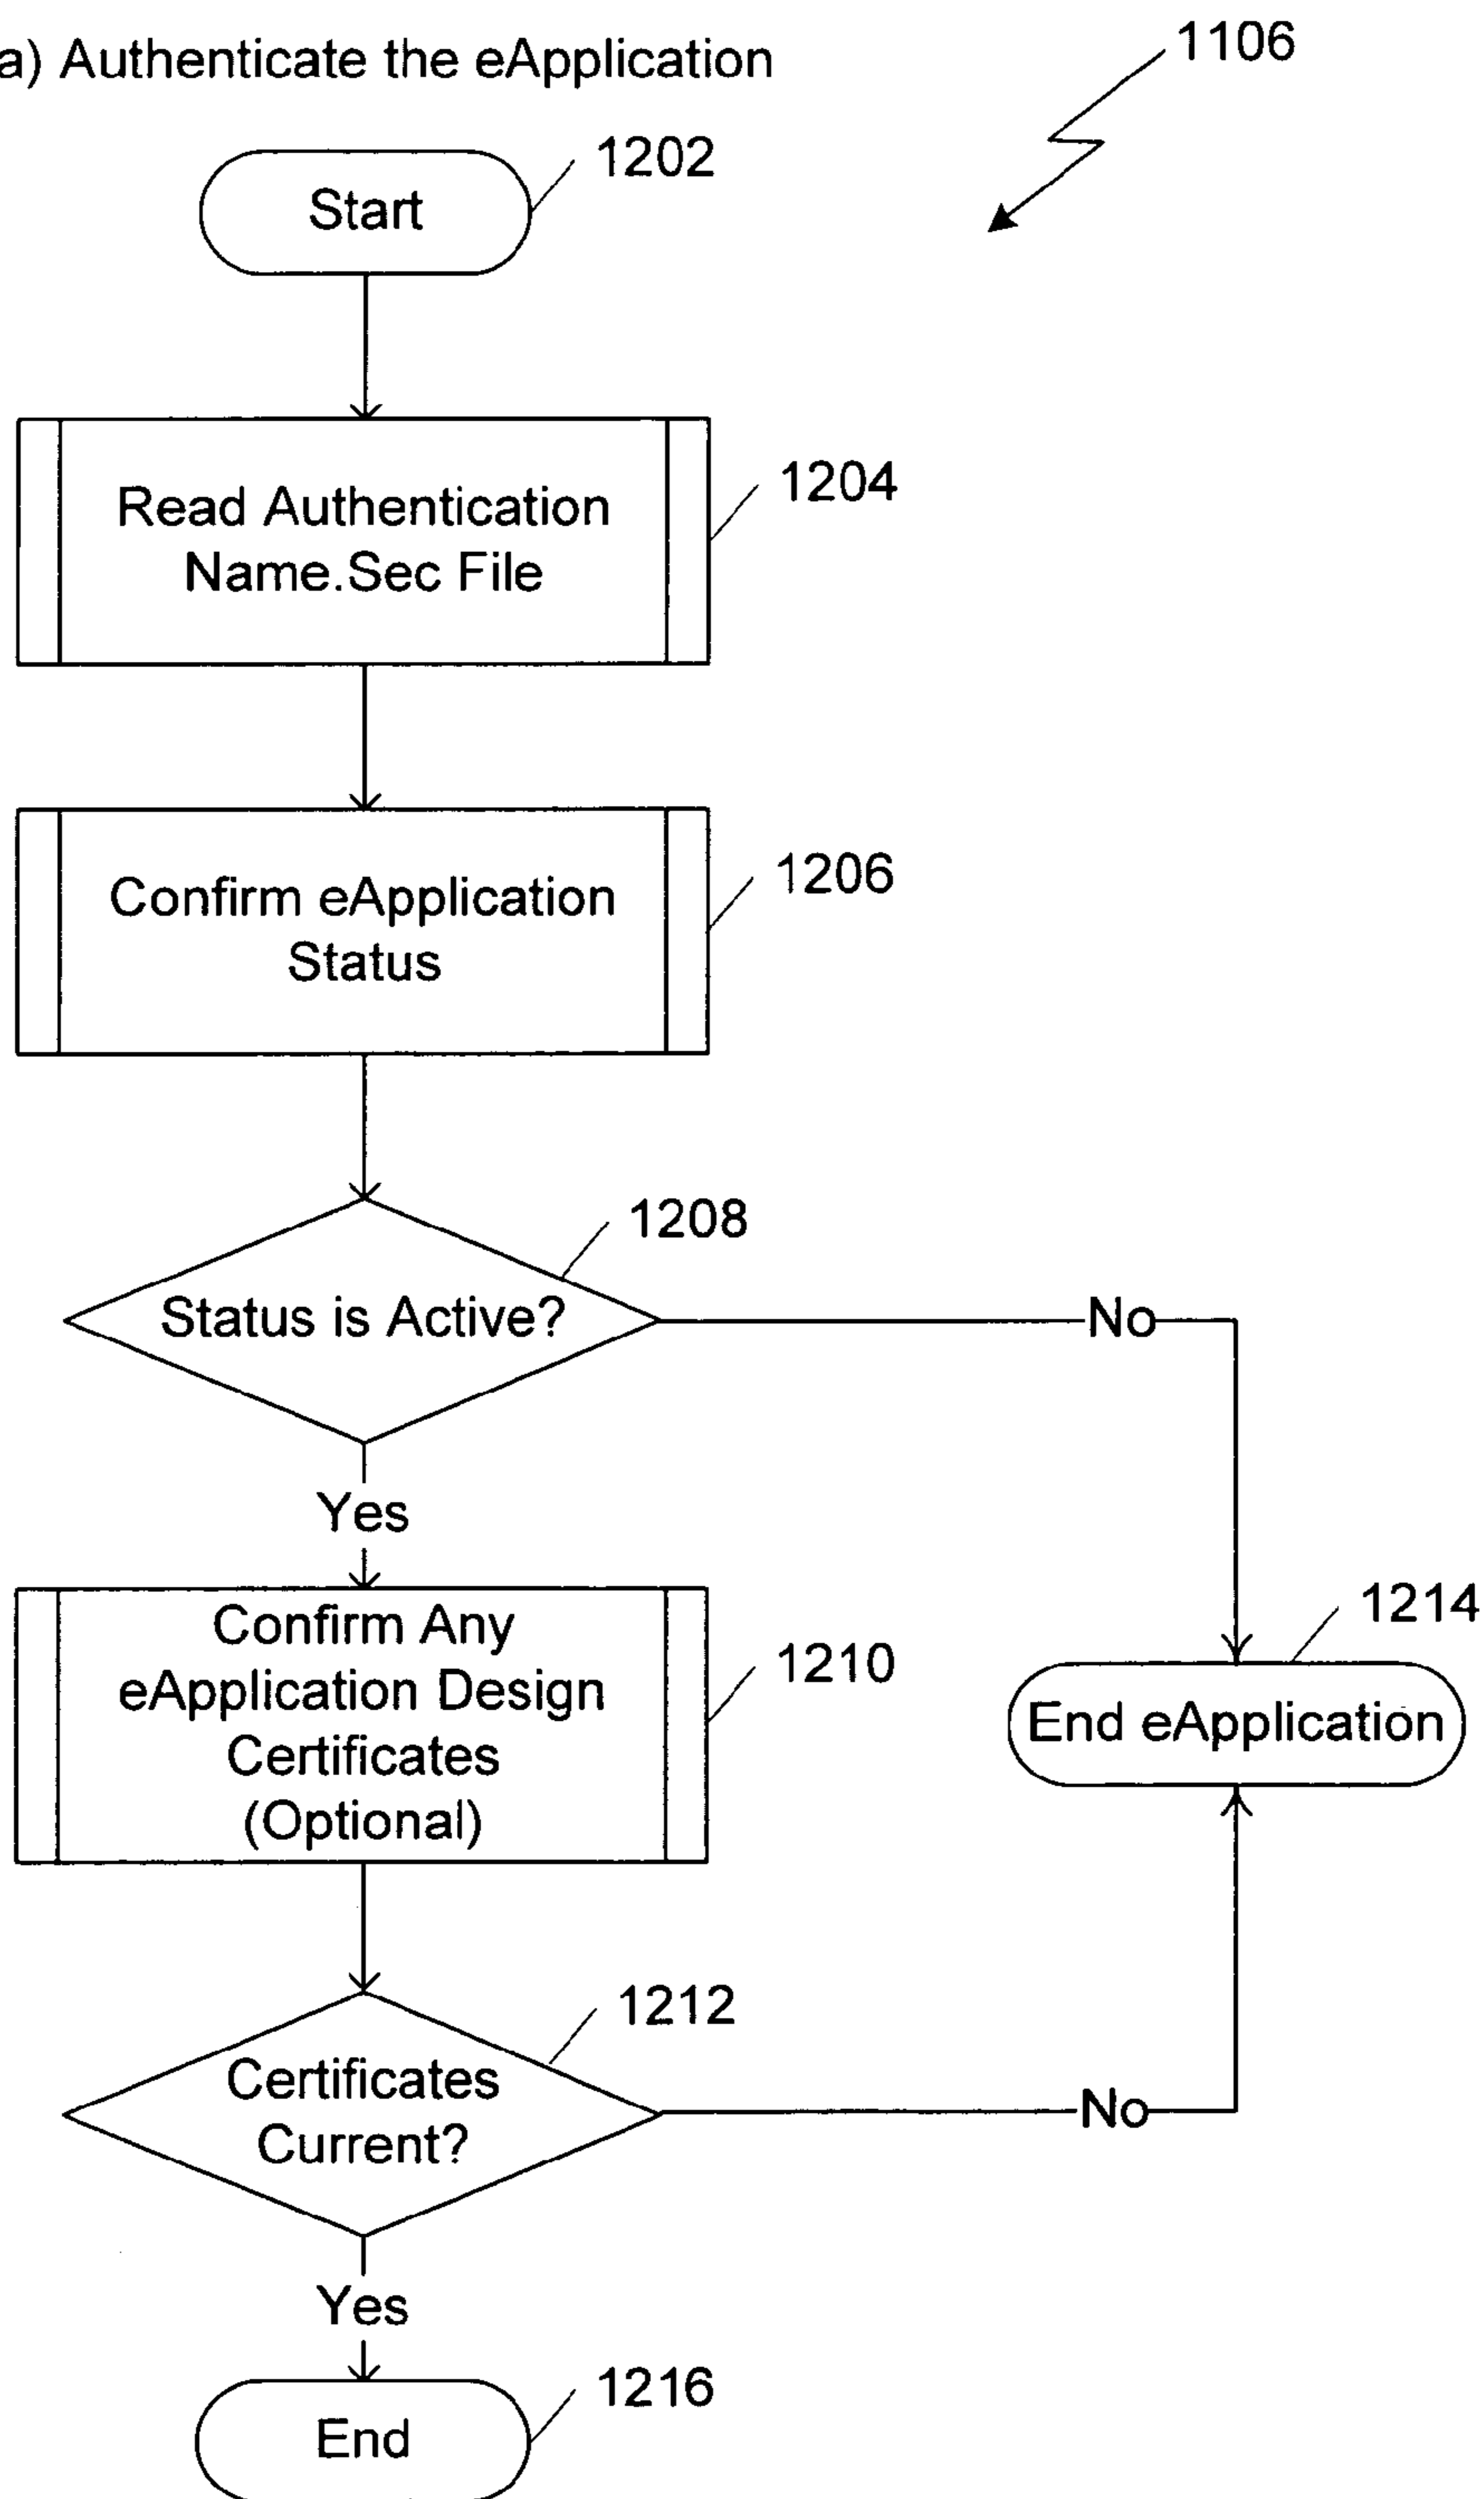 a) Authenticate the eApplication
1106
1202
Start
1204
Read Authentication
Name.Sec File
1206
Confirm eApplication
Status
1208
Status is Active?
No
Yes
1214
Confirm Any
eApplication Design
Certificates
(Optional)
1210
End eApplication
1212
Certificates
Current?
No
Yes
1216
End